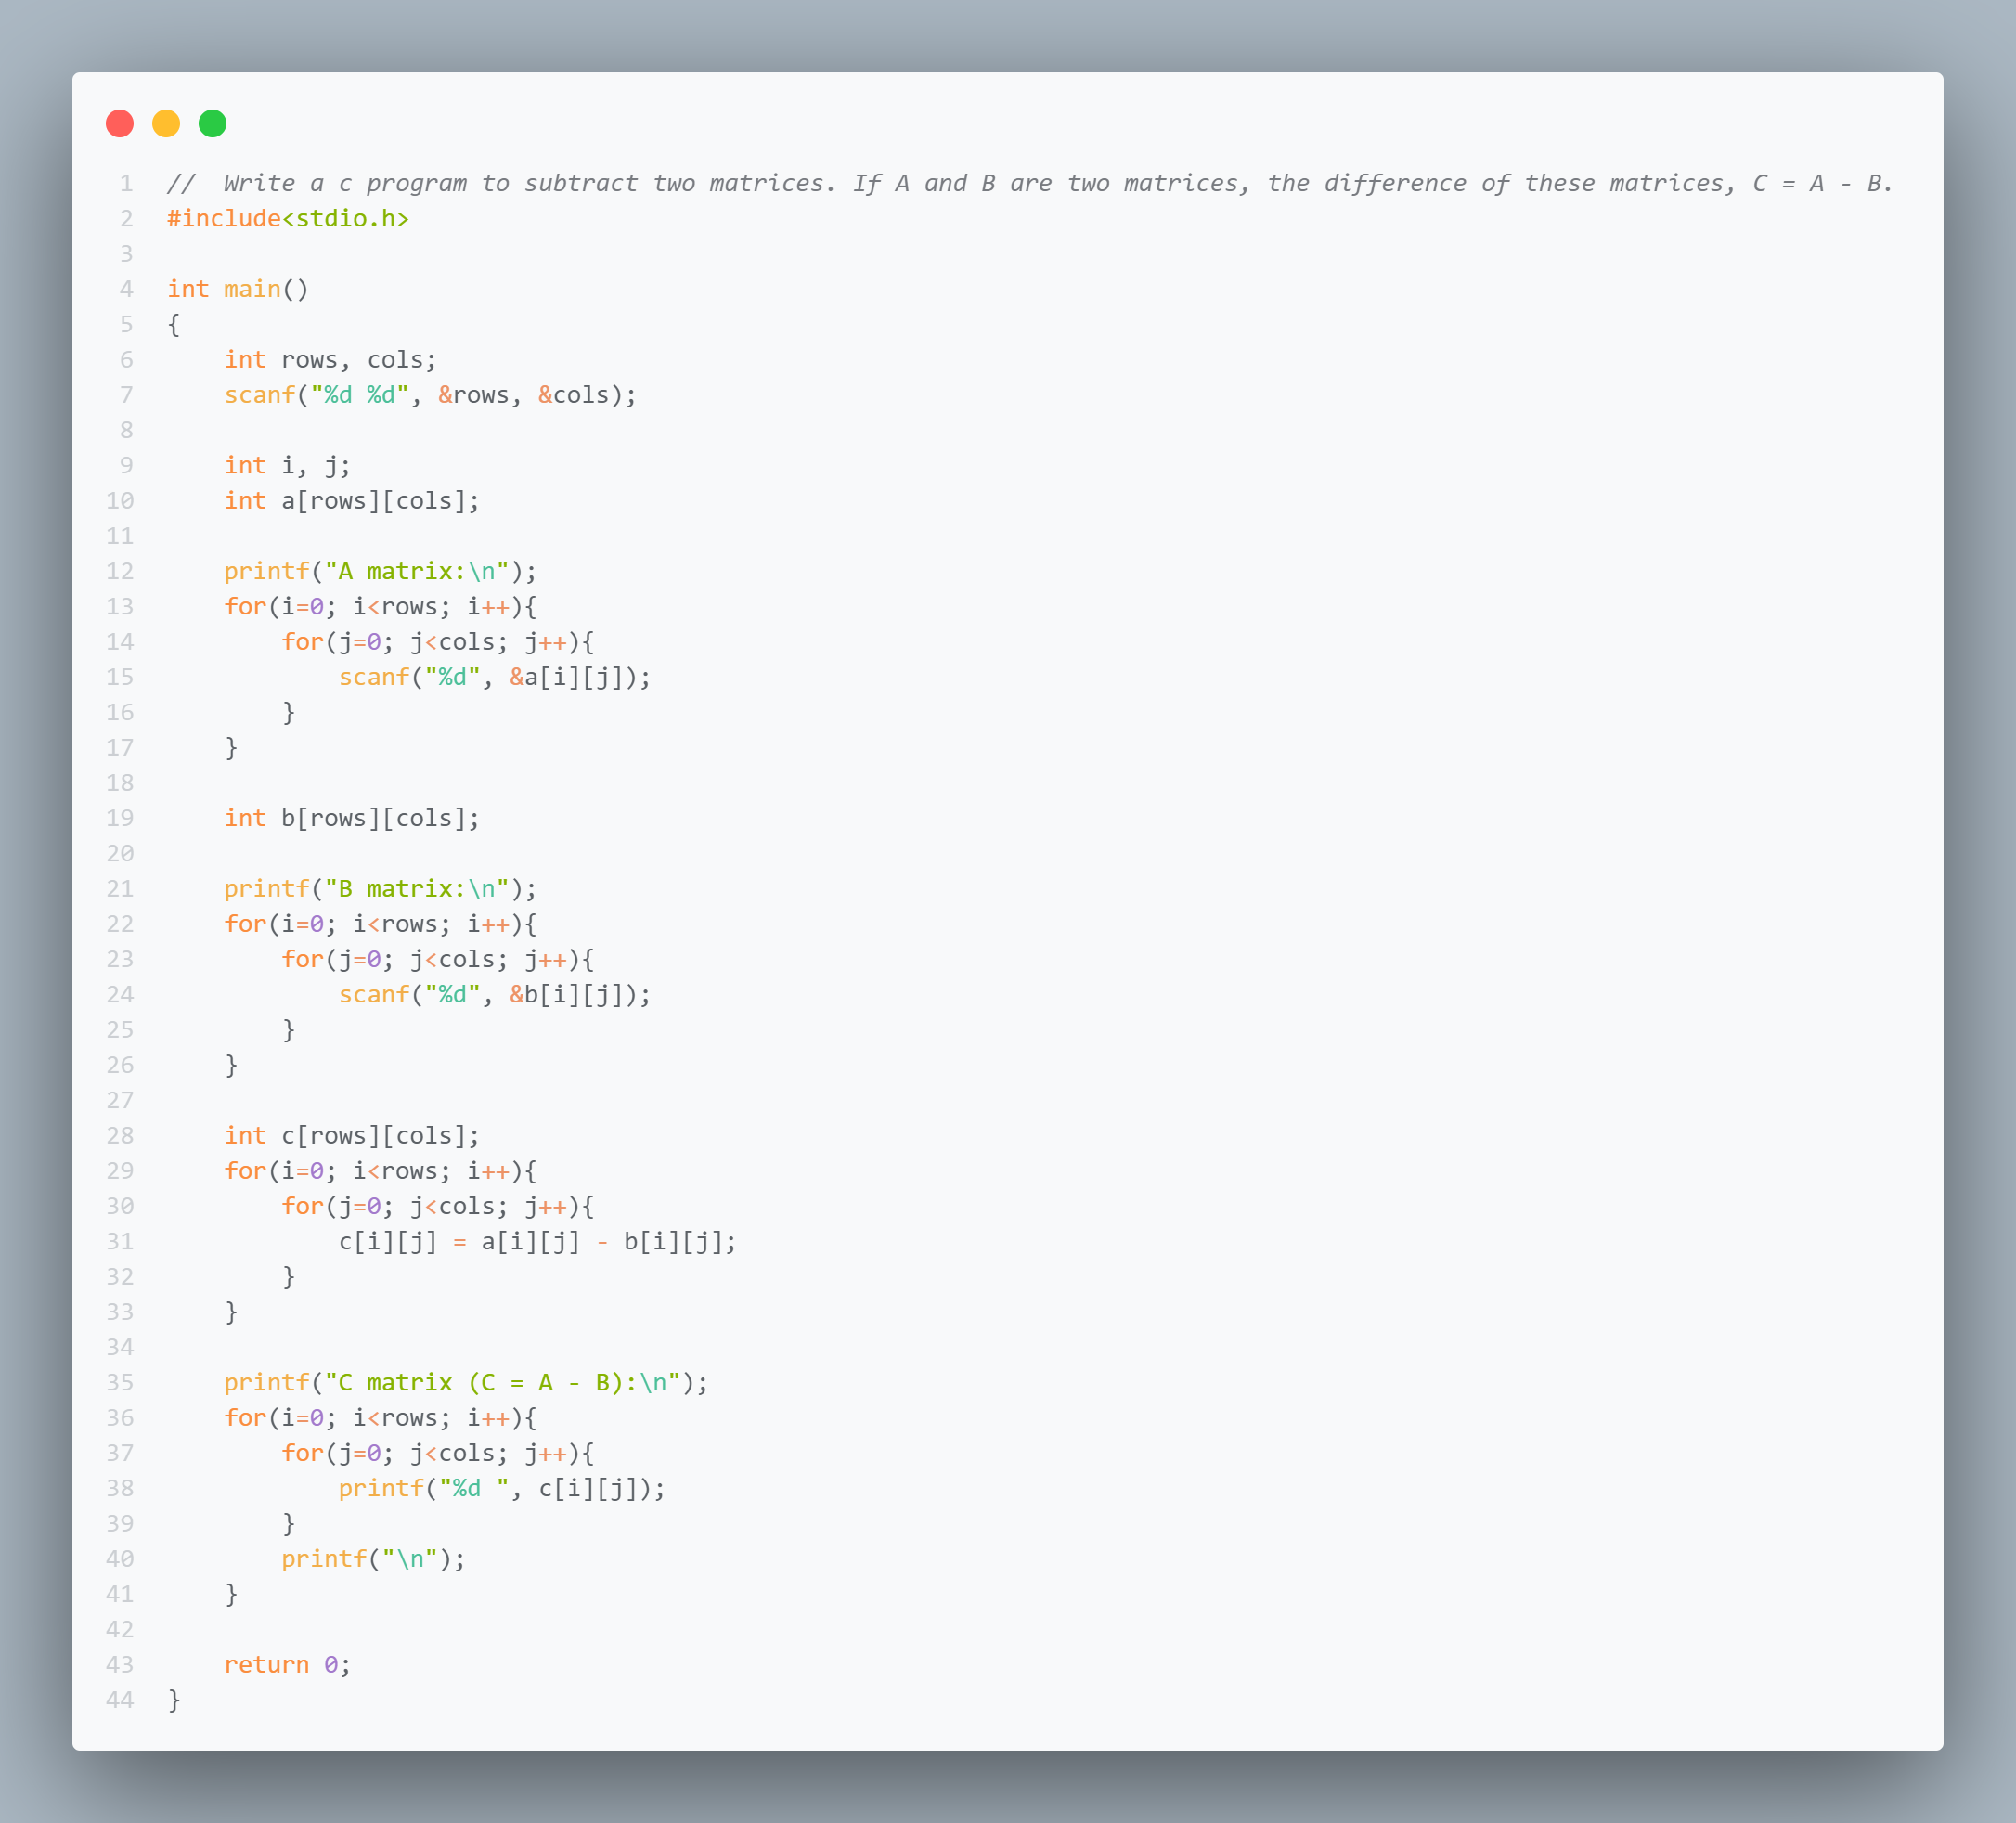 1 //  Write a c program to subtract two matrices. If A and B are two matrices, the difference of these matrices, C = A - B.
2 #include<stdio.h>
3
4 int main()
5 {
6     int rows, cols;
7     scanf("%d %d", &rows, &cols);
8
9     int i, j;
10     int a[rows][cols];
11
12     printf("A matrix:\n");
13     for(i=0; i<rows; i++){
14         for(j=0; j<cols; j++){
15             scanf("%d", &a[i][j]);
16         }
17     }
18
19     int b[rows][cols];
20
21     printf("B matrix:\n");
22     for(i=0; i<rows; i++){
23         for(j=0; j<cols; j++){
24             scanf("%d", &b[i][j]);
25         }
26     }
27
28     int c[rows][cols];
29     for(i=0; i<rows; i++){
30         for(j=0; j<cols; j++){
31             c[i][j] = a[i][j] - b[i][j];
32         }
33     }
34
35     printf("C matrix (C = A - B):\n");
36     for(i=0; i<rows; i++){
37         for(j=0; j<cols; j++){
38             printf("%d ", c[i][j]);
39         }
40         printf("\n");
41     }
42
43     return 0;
44 }